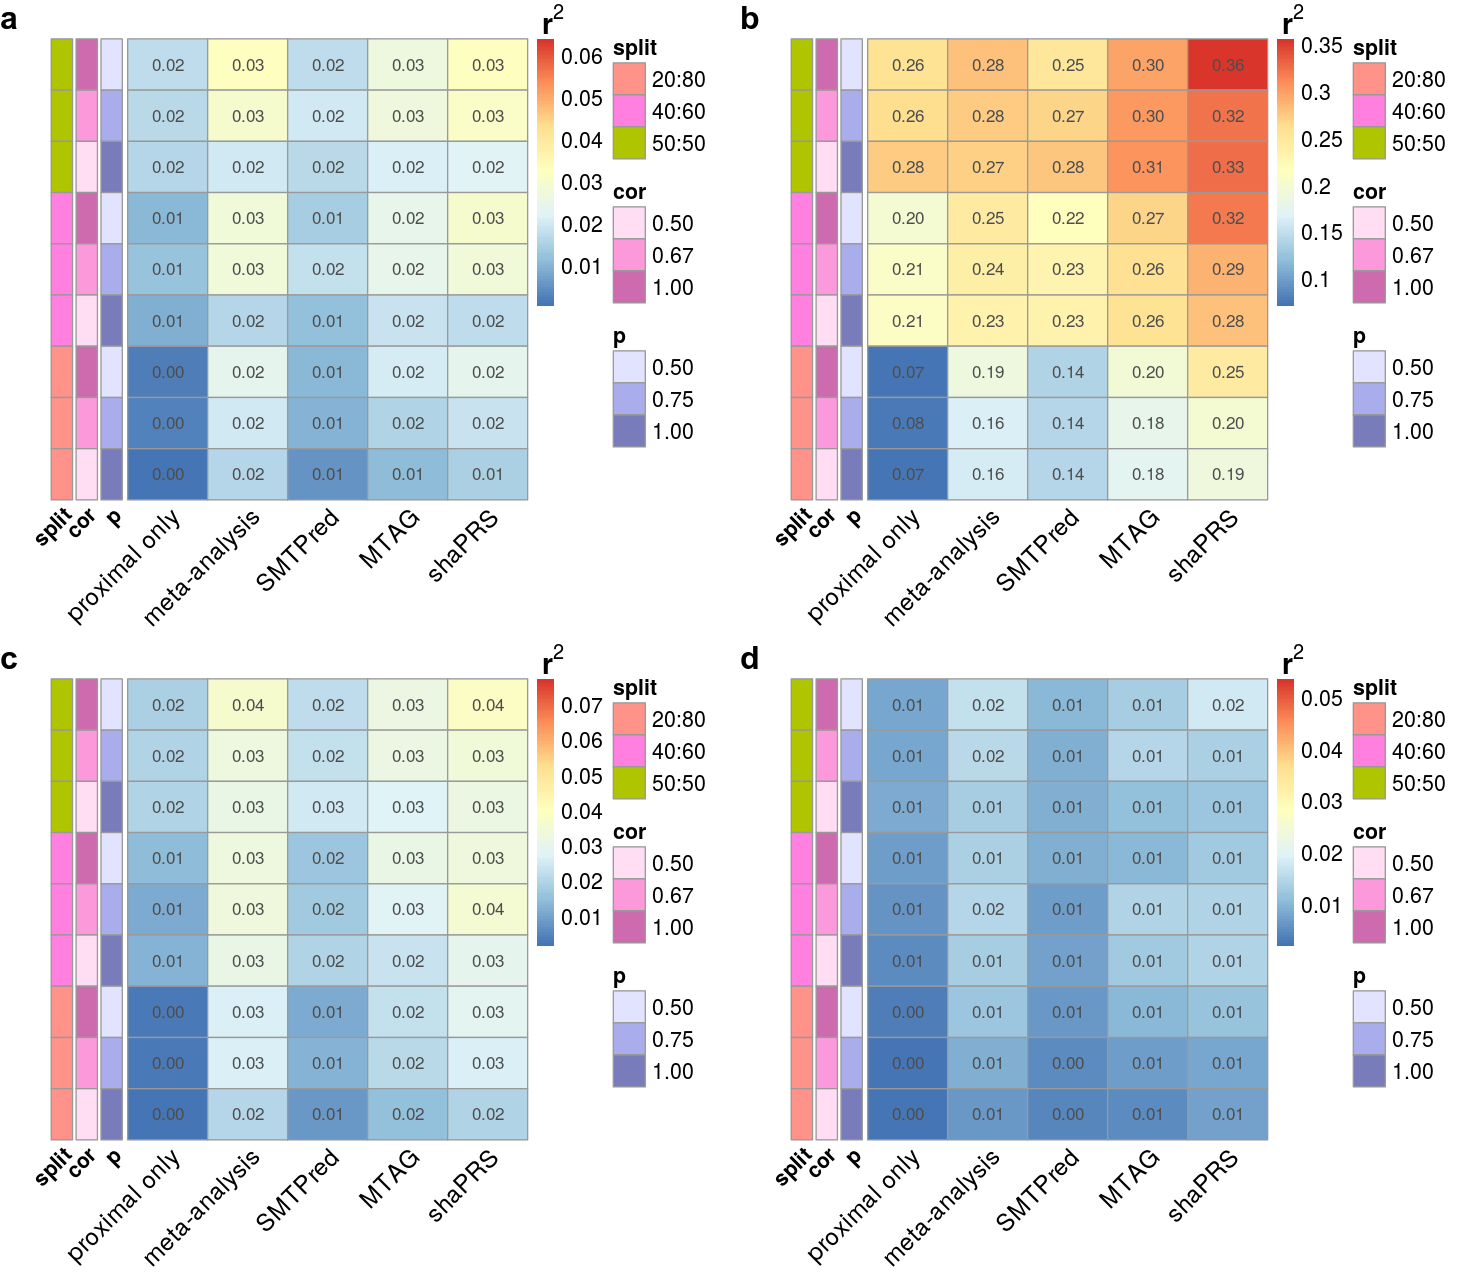 a
r2
0.02 0.03 0.02 0.03 0.03
0.02 0.03 0.02 0.03 0.03
0.02 0.02 0.02 0.02 0.02
0.01 0.03 0.01 0.02 0.03
0.01 0.03 0.02 0.02 0.03
0.01 0.02 0.01 0.02 0.02
0.00 0.02 0.01 0.02 0.02
0.00 0.02 0.01 0.02 0.02
0.00 0.02 0.01 0.01 0.01
split cor p proximal only meta-analysis SMTPred MTAG shaPRS
0.06
0.05
0.04
0.03
0.02
0.01
split
20:80
40:60
50:50
cor
0.50
0.67
1.00
p
0.50
0.75
1.00
b
r2
0.26 0.28 0.25 0.30 0.36
0.26 0.28 0.27 0.30 0.32
0.28 0.27 0.28 0.31 0.33
0.20 0.25 0.22 0.27 0.32
0.21 0.24 0.23 0.26 0.29
0.21 0.23 0.23 0.26 0.28
0.07 0.19 0.14 0.20 0.25
0.08 0.16 0.14 0.18 0.20
0.07 0.16 0.14 0.18 0.19
split cor p proximal only meta-analysis SMTPred MTAG shaPRS
0.35
0.3
0.25
0.2
0.15
0.1
split
20:80
40:60
50:50
cor
0.50
0.67
1.00
p
0.50
0.75
1.00
c
r2
0.02 0.04 0.02 0.03 0.04
0.02 0.03 0.02 0.03 0.03
0.02 0.03 0.03 0.03 0.03
0.01 0.03 0.02 0.03 0.03
0.01 0.03 0.02 0.03 0.04
0.01 0.03 0.02 0.02 0.03
0.00 0.03 0.01 0.02 0.03
0.00 0.03 0.01 0.02 0.03
0.00 0.02 0.01 0.02 0.02
split cor p proximal only meta-analysis SMTPred MTAG shaPRS
0.07
0.06
0.05
0.04
0.03
0.02
0.01
split
20:80
40:60
50:50
cor
0.50
0.67
1.00
p
0.50
0.75
1.00
d
r2
0.01 0.02 0.01 0.01 0.02
0.01 0.02 0.01 0.01 0.01
0.01 0.01 0.01 0.01 0.01
0.01 0.01 0.01 0.01 0.01
0.01 0.02 0.01 0.01 0.01
0.01 0.01 0.01 0.01 0.01
0.00 0.01 0.01 0.01 0.01
0.00 0.01 0.00 0.01 0.01
0.00 0.01 0.00 0.01 0.01
split cor p proximal only meta-analysis SMTPred MTAG shaPRS
0.05
0.04
0.03
0.02
0.01
split
20:80
40:60
50:50
cor
0.50
0.67
1.00
p
0.50
0.75
1.00